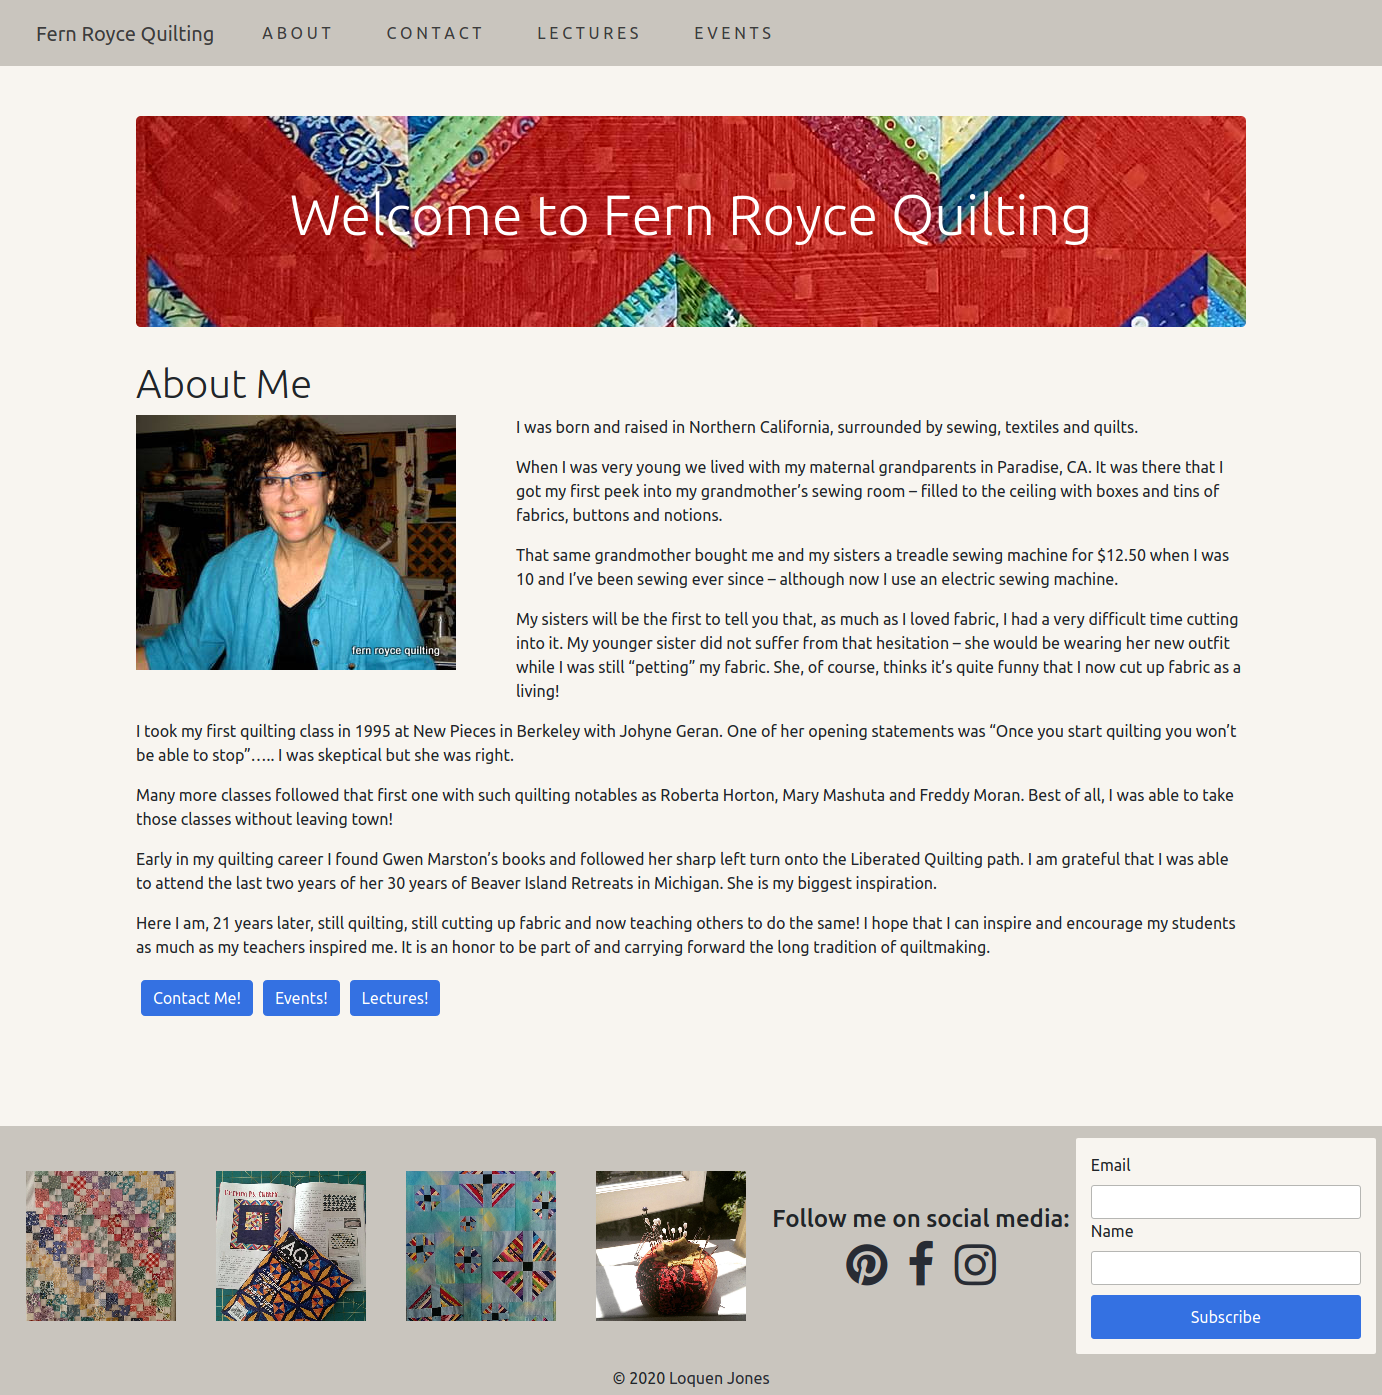 Fern Royce Quilting
ABOUT
CONTACT
LECTURES
EVENTS
Welcome to Fern Royce Quilting
About Me
fern royce quilting
I was born and raised in Northern California, surrounded by sewing, textiles and quilts.
When I was very young we lived with my maternal grandparents in Paradise, CA. It was there that I
got my first peek into my grandmother’s sewing room – filled to the ceiling with boxes and tins of
fabrics, buttons and notions.
That same grandmother bought me and my sisters a treadle sewing machine for $12.50 when I was
10 and I’ve been sewing ever since – although now I use an electric sewing machine.
My sisters will be the first to tell you that, as much as I loved fabric, I had a very difficult time cutting
into it. My younger sister did not suffer from that hesitation – she would be wearing her new outfit
while I was still “petting” my fabric. She, of course, thinks it’s quite funny that I now cut up fabric as a
living!
I took my first quilting class in 1995 at New Pieces in Berkeley with Johyne Geran. One of her opening statements was “Once you start quilting you won’t
be able to stop”….. I was skeptical but she was right.
Many more classes followed that first one with such quilting notables as Roberta Horton, Mary Mashuta and Freddy Moran. Best of all, I was able to take
those classes without leaving town!
Early in my quilting career I found Gwen Marston’s books and followed her sharp left turn onto the Liberated Quilting path. I am grateful that I was able
to attend the last two years of her 30 years of Beaver Island Retreats in Michigan. She is my biggest inspiration.
Here I am, 21 years later, still quilting, still cutting up fabric and now teaching others to do the same! I hope that I can inspire and encourage my students
as much as my teachers inspired me. It is an honor to be part of and carrying forward the long tradition of quiltmaking.
Contact Me!
Events!
Lectures!
AQ
Follow me on social media:
Email
Name
Subscribe
© 2020 Loquen Jones